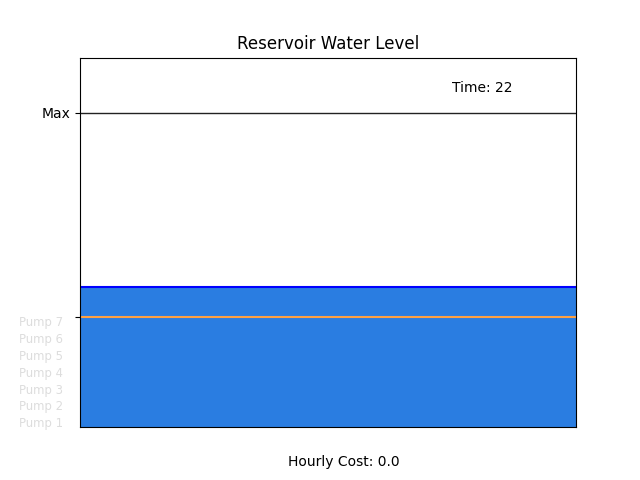 Reservoir Water Level
Time: 22
Max
Pump 7
Pump 6
Pump 5
Pump 4
Pump 3
Pump 2
Pump 1
Hourly Cost: 0.0